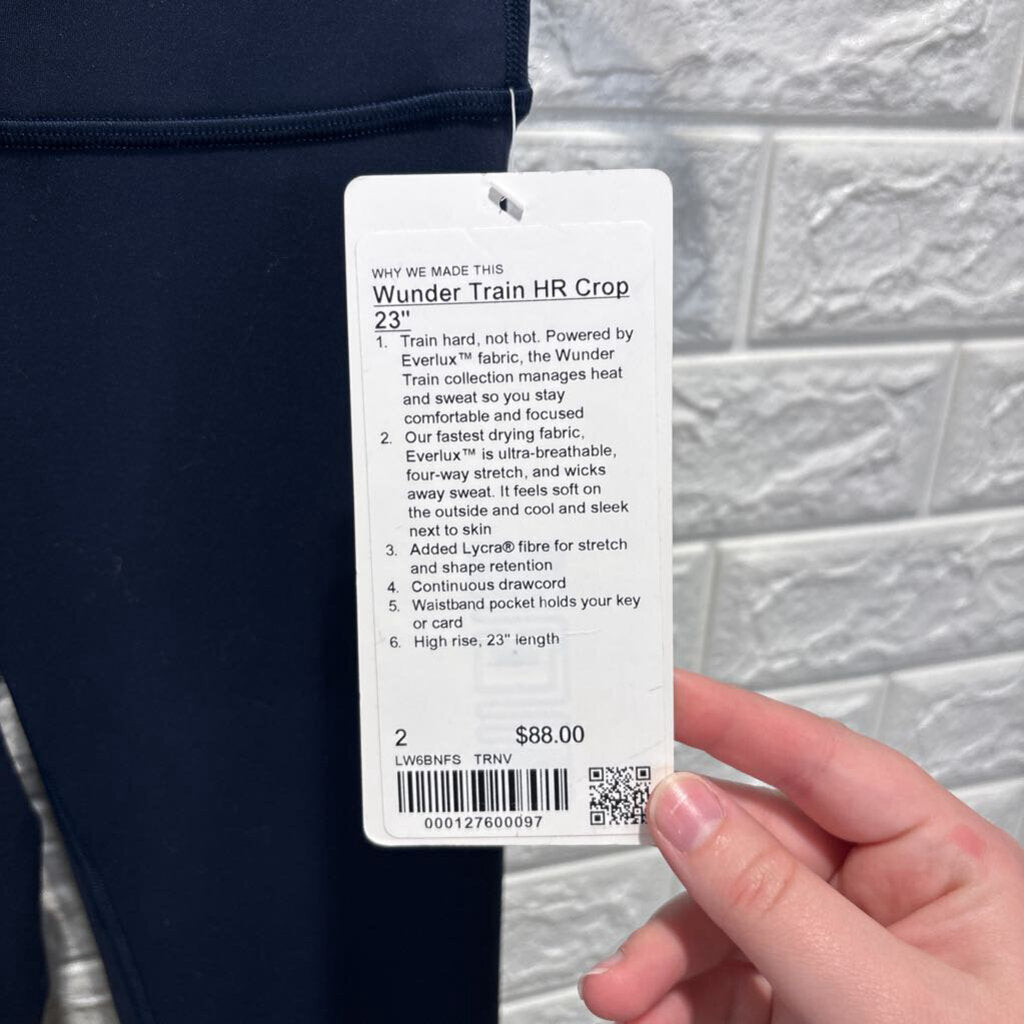 WHY WE MADE THIS
Wunder Train HR Crop
23"
1. Train hard, not hot. Powered by
Everlux™ fabric, the Wunder
Train collection manages heat
and sweat so you stay
comfortable and focused
2. Our fastest drying fabric,
Everlux™ is ultra-breathable,
four-way stretch, and wicks
away sweat. It feels soft on
the outside and cool and sleek
next to skin
3. Added Lycra® fibre for stretch
and shape retention
4. Continuous drawcord
5. Waistband pocket holds your key
or card
6. High rise, 23" length
2 $88.00
LW6BNFS TRNV
000127600097